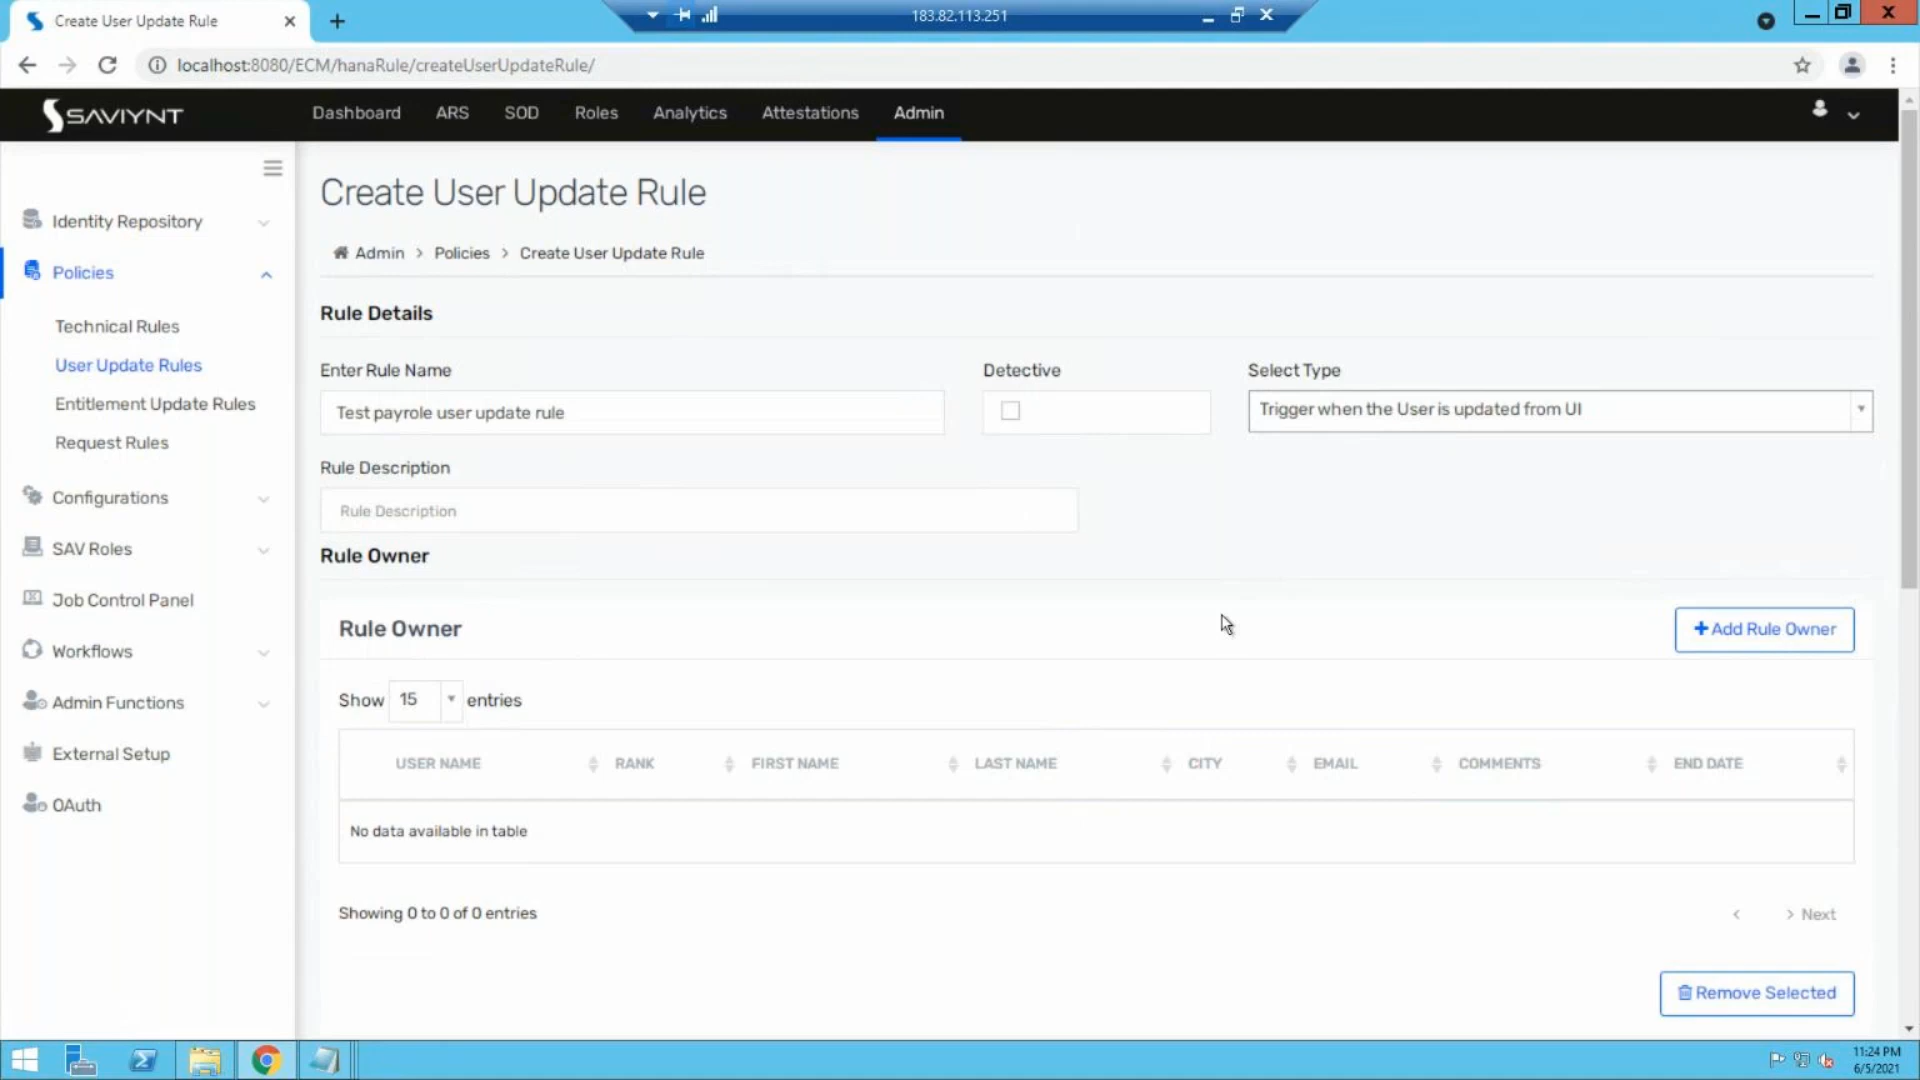 Create User Update Rule
183.82.113.251
localhost:8080/ECM/hanaRule/createUserUpdateRule/
SAVIYNT
Dashboard
ARS
SOD
Roles
Analytics
Attestations
Admin
Identity Repository
Policies
Technical Rules
User Update Rules
Entitlement Update Rules
Request Rules
Configurations
SAV Roles
Job Control Panel
Workflows
Admin Functions
External Setup
OAuth
Create User Update Rule
Admin > Policies > Create User Update Rule
Rule Details
Enter Rule Name
Detective
Select Type
Test payrole user update rule
Trigger when the User is updated from UI
Rule Description
Rule Description
Rule Owner
Rule Owner
+ Add Rule Owner
Show 15 entries
USER NAME
RANK
FIRST NAME
LAST NAME
CITY
EMAIL
COMMENTS
END DATE
No data available in table
Showing 0 to 0 of 0 entries
< > Next
Remove Selected
11:24 PM
6/5/2021